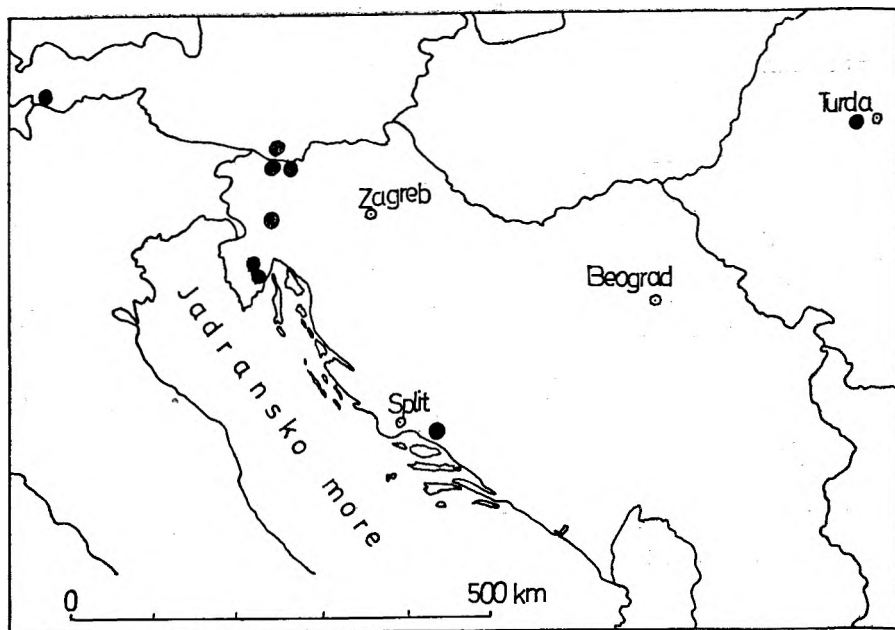 Turda
Zagreb
Beograd
Jadransko more
Split
0 500 km